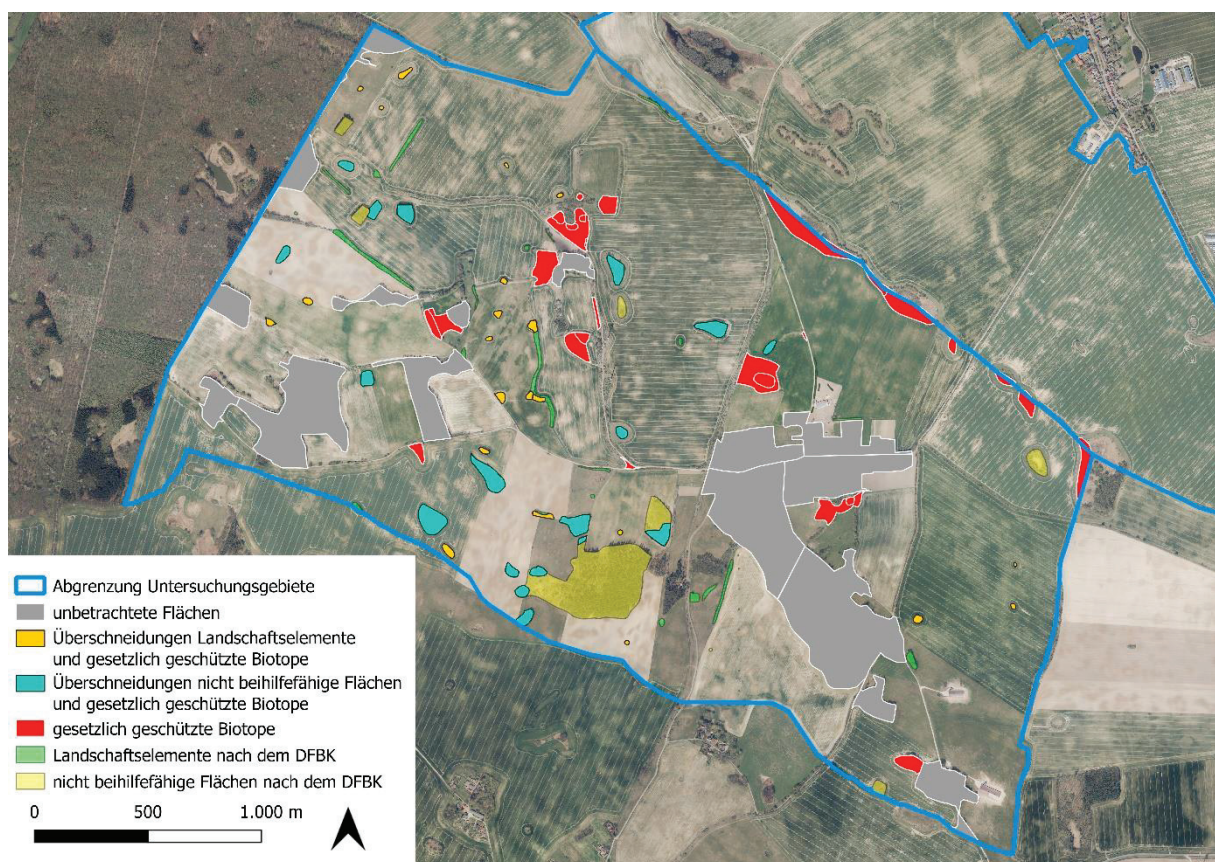 Abgrenzung Untersuchungsgebiete
unbetrachtete Flächen
Überschneidungen Landschaftselemente
und gesetzlich geschützte Biotope
Überschneidungen nicht beihilfefähige Flächen
und gesetzlich geschützte Biotope
gesetzlich geschützte Biotope
Landschaftselemente nach dem DFBK
nicht beihilfefähige Flächen nach dem DFBK
0 500 1.000 m